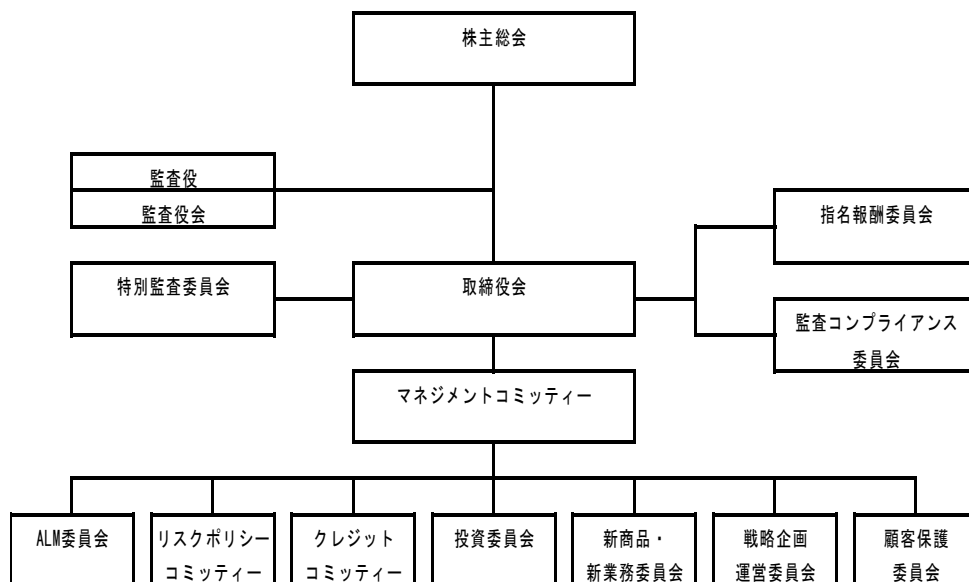 株主総会
監査役
監査役会
指名報酬委員会
特別監査委員会
取締役会
監査コンプライアンス
委員会
マネジメントコミッティー
ALM委員会
リスクポリシー
コミッティー
クレジット
コミッティー
投資委員会
新商品・
新業務委員会
戦略企画
運営委員会
顧客保護
委員会